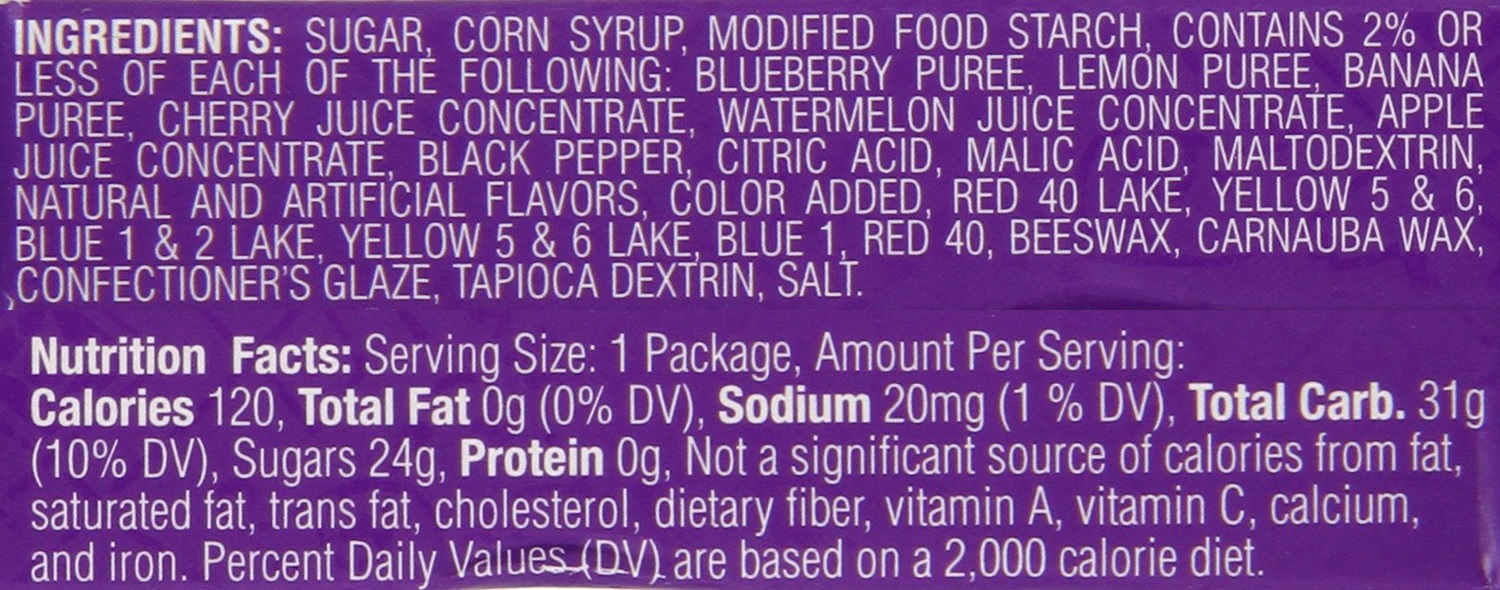 INGREDIENTS: SUGAR, CORN SYRUP, MODIFIED FOOD STARCH, CONTAINS 2% OR
LESS OF EACH OF THE FOLLOWING: BLUEBERRY PUREE, LEMON PUREE, BANANA
PUREE, CHERRY JUICE CONCENTRATE, WATERMELON JUICE CONCENTRATE, APPLE
JUICE CONCENTRATE, BLACK PEPPER, CITRIC ACID, MALIC ACID, MALTODEXTRIN,
NATURAL AND ARTIFICIAL FLAVORS, COLOR ADDED, RED 40 LAKE, YELLOW 5 & 6,
BLUE 1 & 2 LAKE, YELLOW 5 & 6 LAKE, BLUE 1, RED 40, BEESWAX, CARNAUBA WAX,
CONFECTIONER'S GLAZE, TAPIOCA DEXTRIN, SALT.
Nutrition Facts: Serving Size: 1 Package, Amount Per Serving:
Calories 120, Total Fat 0g (0% DV), Sodium 20mg (1 % DV), Total Carb. 31g
(10% DV), Sugars 24g, Protein 0g, Not a significant source of calories from fat,
saturated fat, trans fat, cholesterol, dietary fiber, vitamin A, vitamin C, calcium,
and iron. Percent Daily Values (DV) are based on a 2,000 calorie diet.